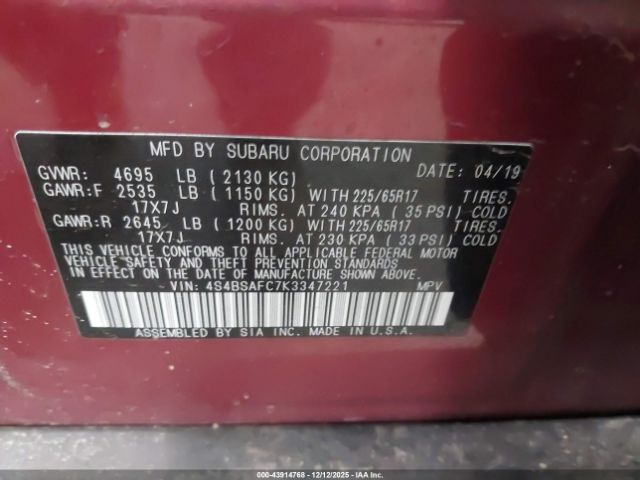 MFD BY SUBARU CORPORATION
GVWR: 4695 LB ( 2130 KG) DATE: 04/19
GAWR:F 2535 LB ( 1150 KG) WITH 225/65R17 TIRES.
17X7J RIMS. AT 240 KPA ( 35 PSI) COLD
GAWR:R 2645 LB ( 1200 KG) WITH 225/65R17 TIRES.
17X7J RIMS. AT 230 KPA ( 33 PSI) COLD
THIS VEHICLE CONFORMS TO ALL APPLICABLE FEDERAL MOTOR
VEHICLE SAFETY AND THEFT PREVENTION STANDARDS IN
EFFECT ON THE DATE OF MANUFACTURE SHOWN ABOVE.
VIN: 4S4BSAFC7K3347221 MPV
ASSEMBLED BY SIA INC. MADE IN U.S.A.
000-43914768 - 12/12/2025 - IAAI.com